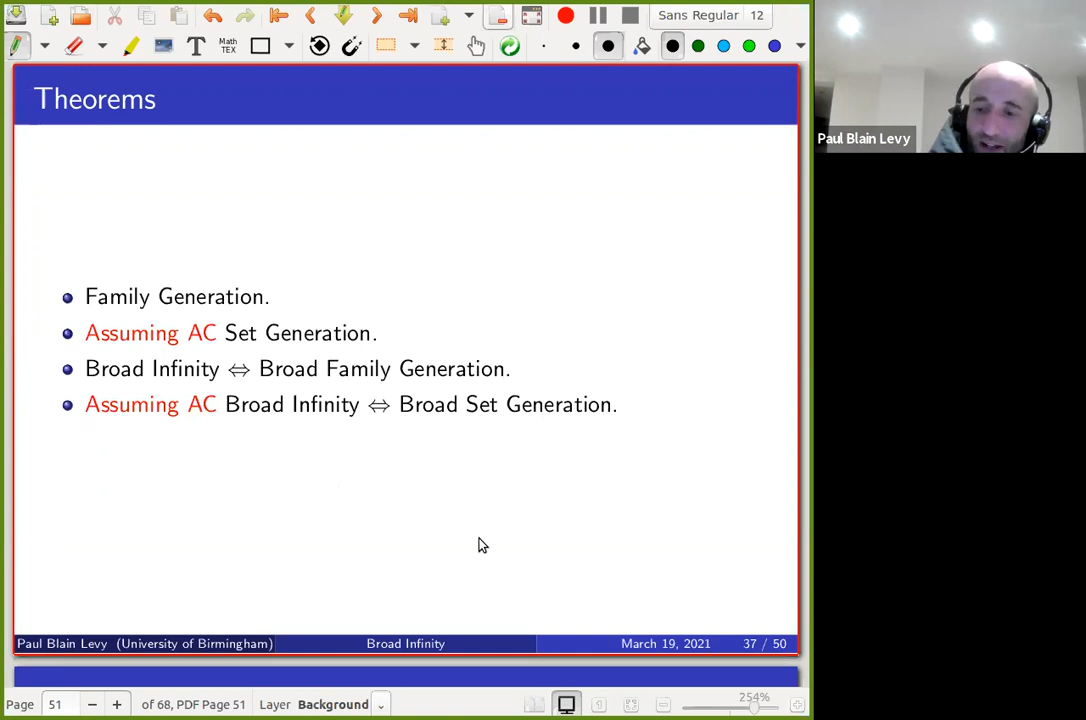 Sans Regular 12
Math
TEX
Theorems
Paul Blain Levy
Family Generation.
Assuming AC Set Generation.
Broad Infinity ⇔ Broad Family Generation.
Assuming AC Broad Infinity ⇔ Broad Set Generation.
Paul Blain Levy (University of Birmingham) Broad Infinity March 19, 2021 37 / 50
Page 51 of 68, PDF Page 51 Layer Background 254%